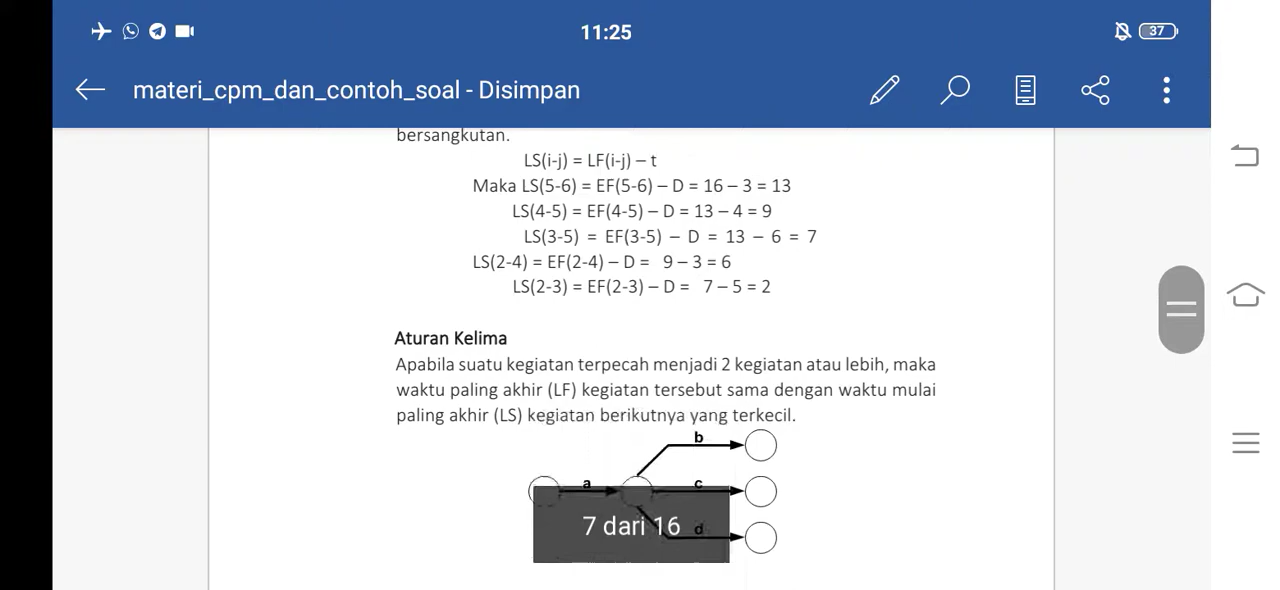 11:25
37
materi_cpm_dan_contoh_soal - Disimpan
bersangkutan.
LS(i-j) = LF(i-j) – t
Maka LS(5-6) = EF(5-6) – D = 16 – 3 = 13
LS(4-5) = EF(4-5) – D = 13 – 4 = 9
LS(3-5) = EF(3-5) – D = 13 – 6 = 7
LS(2-4) = EF(2-4) – D = 9 – 3 = 6
LS(2-3) = EF(2-3) – D = 7 – 5 = 2
Aturan Kelima
Apabila suatu kegiatan terpecah menjadi 2 kegiatan atau lebih, maka
waktu paling akhir (LF) kegiatan tersebut sama dengan waktu mulai
paling akhir (LS) kegiatan berikutnya yang terkecil.
b
a
c
7 dari 16
d